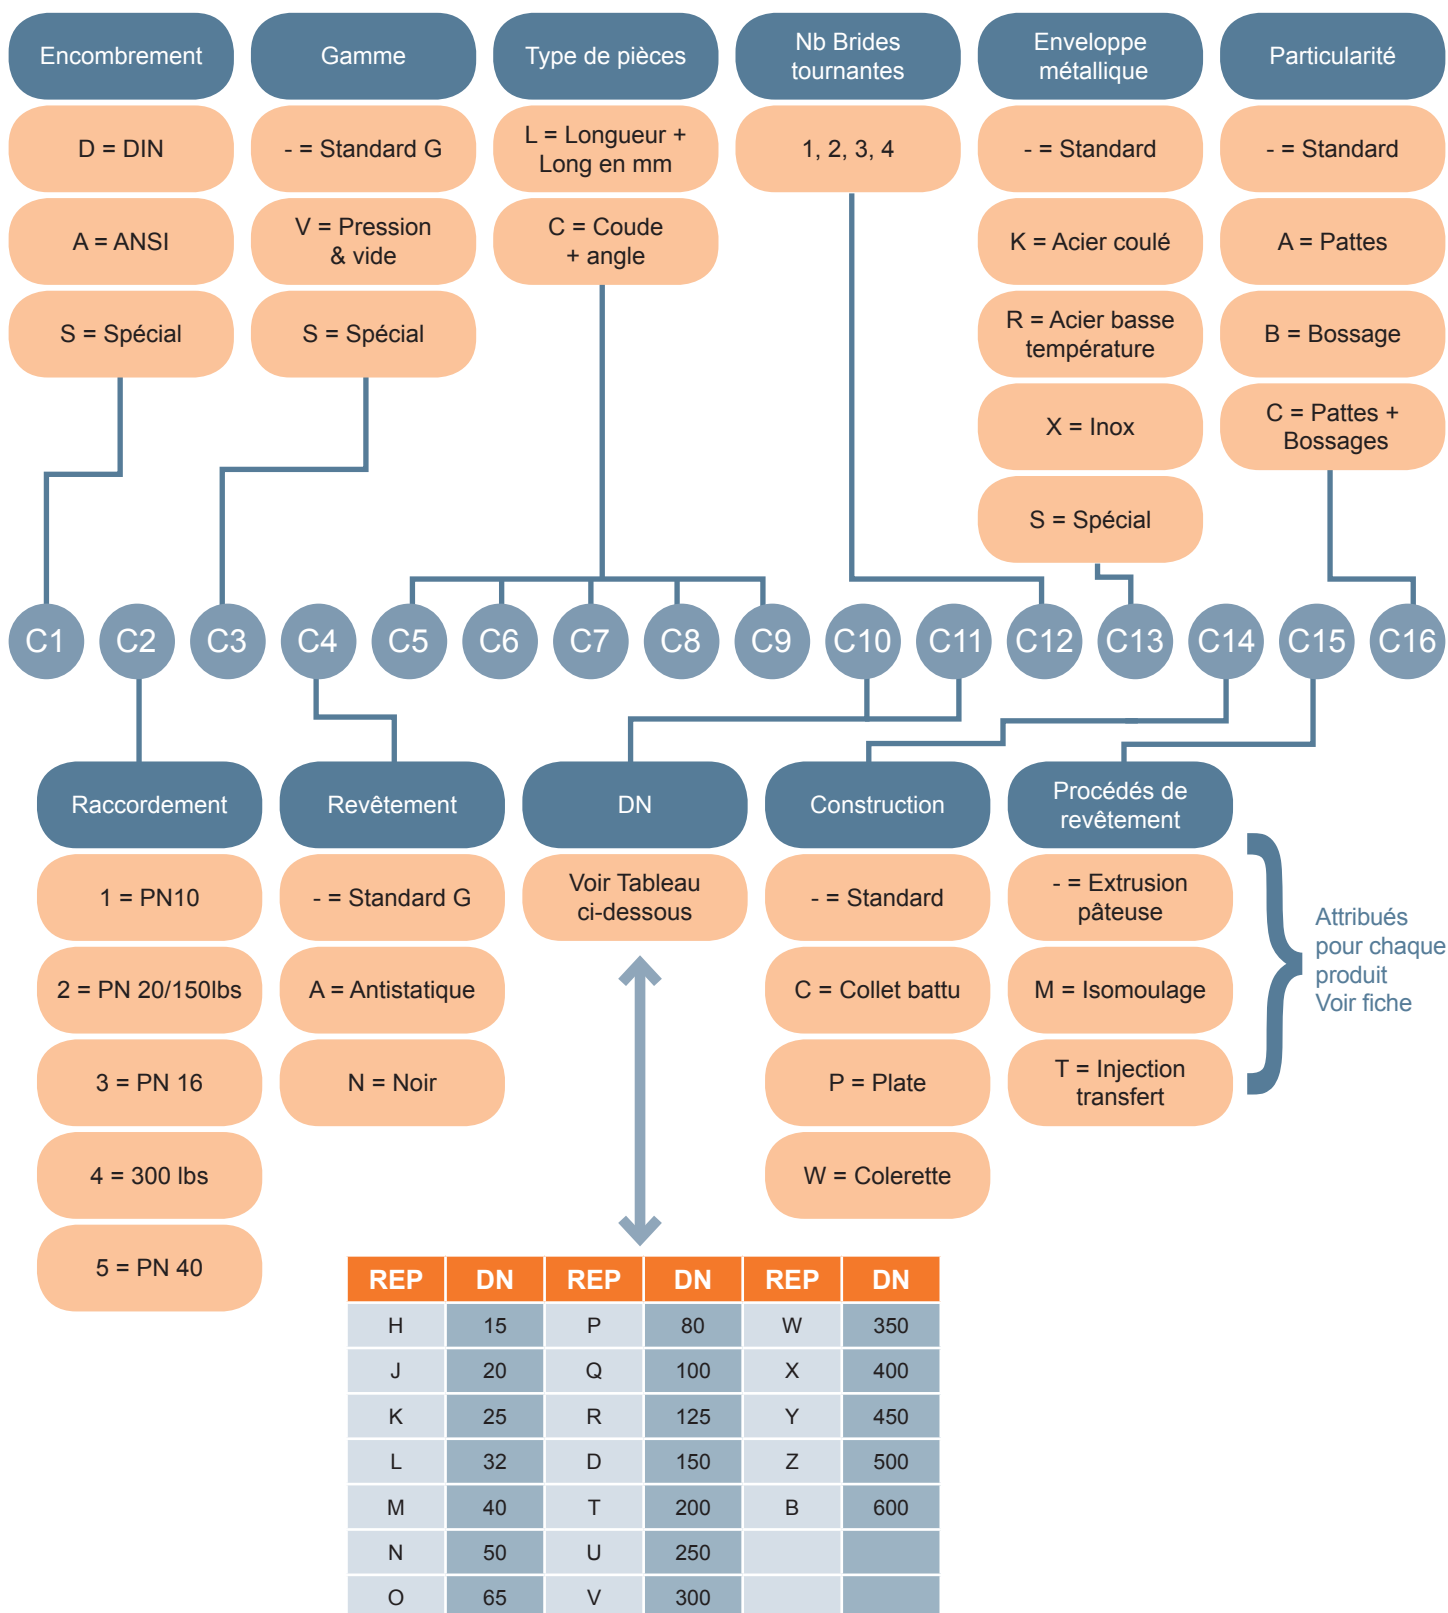 Encombrement
Gamme
Type de pièces
Nb Brides
tournantes
Enveloppe
métallique
Particularité
D = DIN
- = Standard G
L = Longueur +
Long en mm
1, 2, 3, 4
- = Standard
- = Standard
A = ANSI
V = Pression
& vide
C = Coude
+ angle
K = Acier coulé
A = Pattes
S = Spécial
S = Spécial
R = Acier basse
température
B = Bossage
X = Inox
C = Pattes +
Bossages
S = Spécial
C1 C2 C3 C4 C5 C6 C7 C8 C9 C10 C11 C12 C13 C14 C15 C16
Raccordement
Revêtement
DN
Construction
Procédés de
revêtement
1 = PN10
- = Standard G
Voir Tableau
ci-dessous
- = Standard
- = Extrusion
pâteuse
2 = PN 20/150lbs
A = Antistatique
C = Collet battu
M = Isomoulage
3 = PN 16
N = Noir
P = Plate
T = Injection
transfert
4 = 300 lbs
W = Colerette
5 = PN 40
Attribués
pour chaque
produit
Voir fiche
REP DN REP DN REP DN
H 15 P 80 W 350
J 20 Q 100 X 400
K 25 R 125 Y 450
L 32 D 150 Z 500
M 40 T 200 B 600
N 50 U 250
O 65 V 300